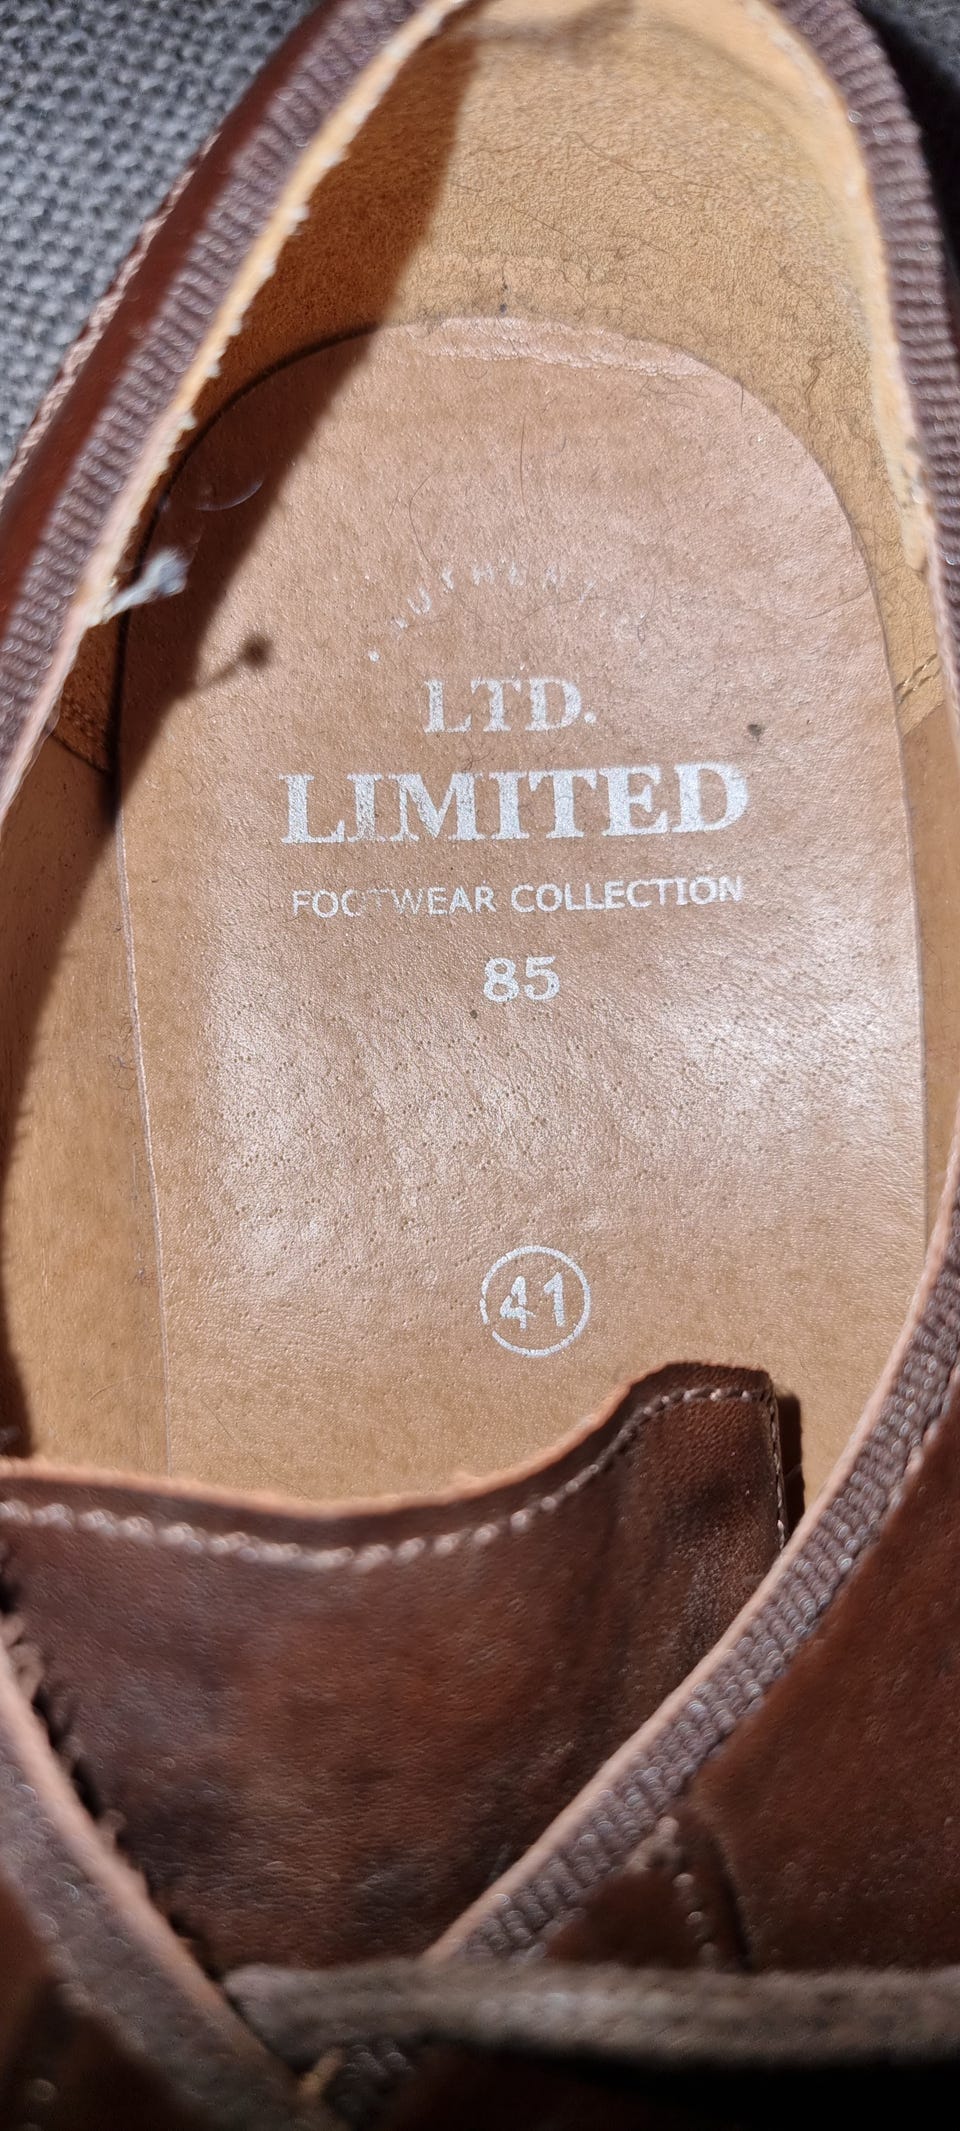 LTD.
LIMITED
FOOTWEAR COLLECTION
85
41